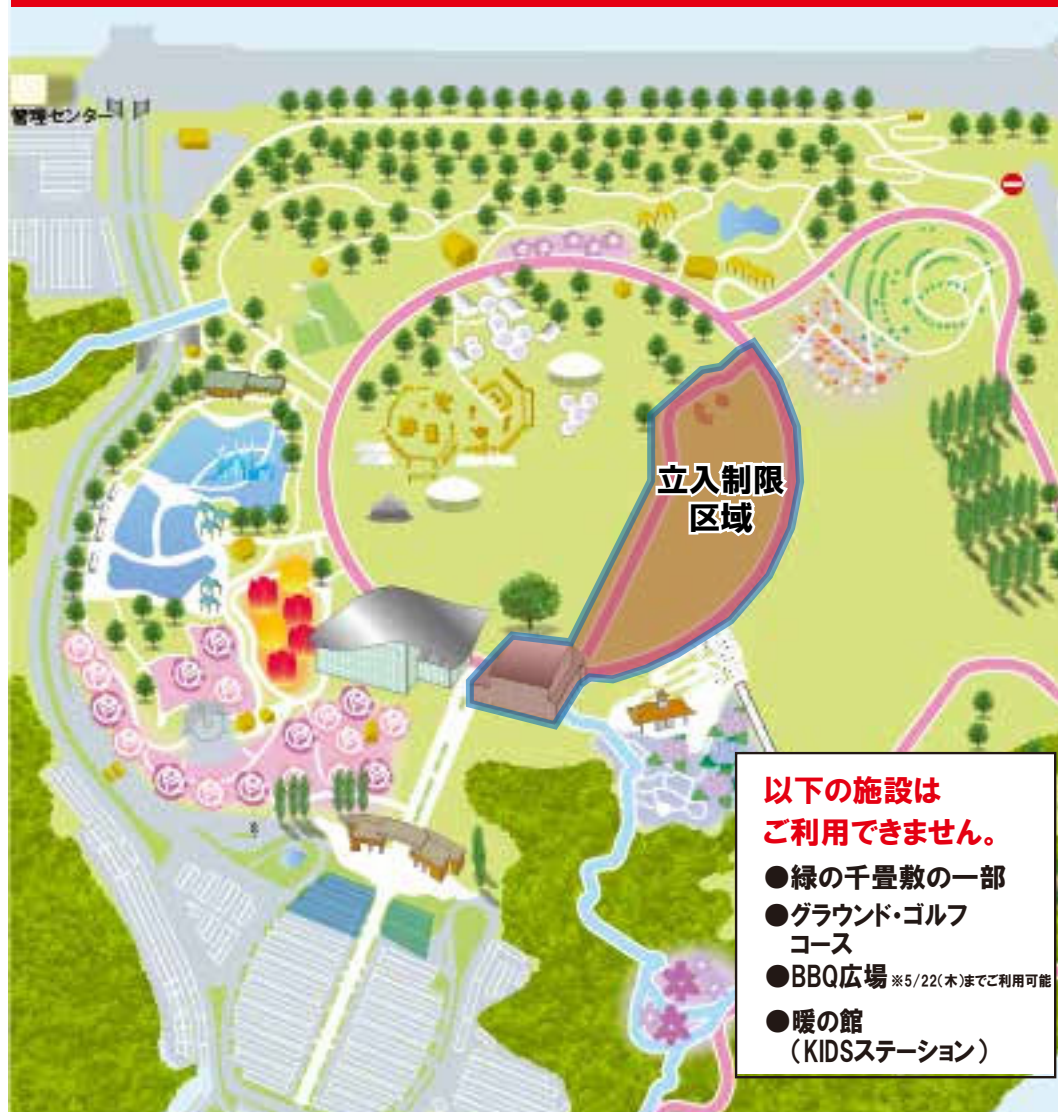 管理センター
立入制限
区域
以下の施設は
ご利用できません。
●緑の千畳敷の一部
●グラウンド・ゴルフ
コース
●BBQ広場 ※5/22(木)までご利用可能
●暖の館
(KIDSステーション)